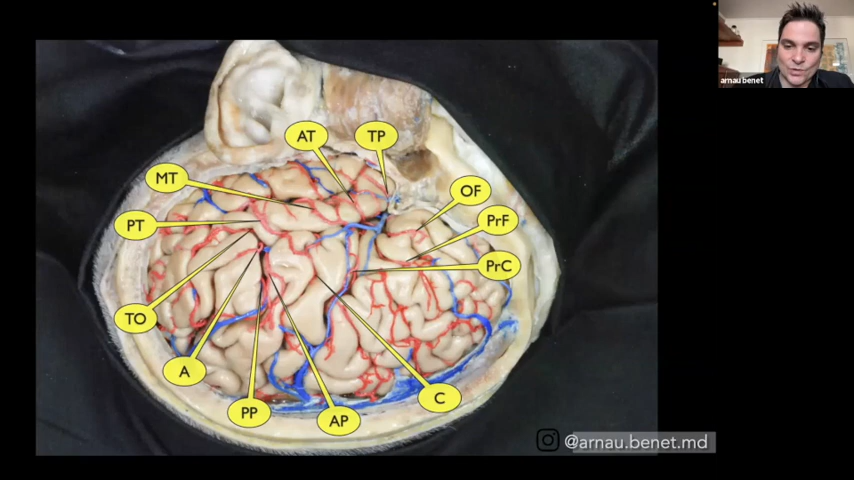 arnau benet
AT
TP
MT
OF
PT
PrF
PrC
TO
A
C
PP
AP
@arnau.benet.md